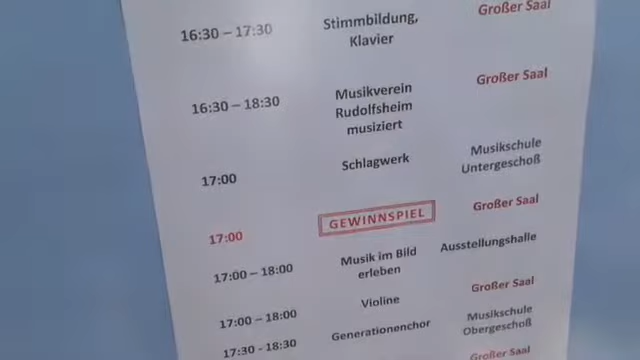 16:30 – 17:30 Stimmbildung, Großer Saal
Klavier
16:30 – 18:30 Musikverein Großer Saal
Rudolfsheim
musiziert
17:00 Schlagwerk Musikschule
Untergeschoß
17:00 GEWINNSPIEL Großer Saal
17:00 – 18:00 Musik im Bild Ausstellungshalle
erleben
17:00 – 18:00 Violine Großer Saal
17:30 - 18:30 Generationenchor Musikschule
Obergeschoß
Großer Saal